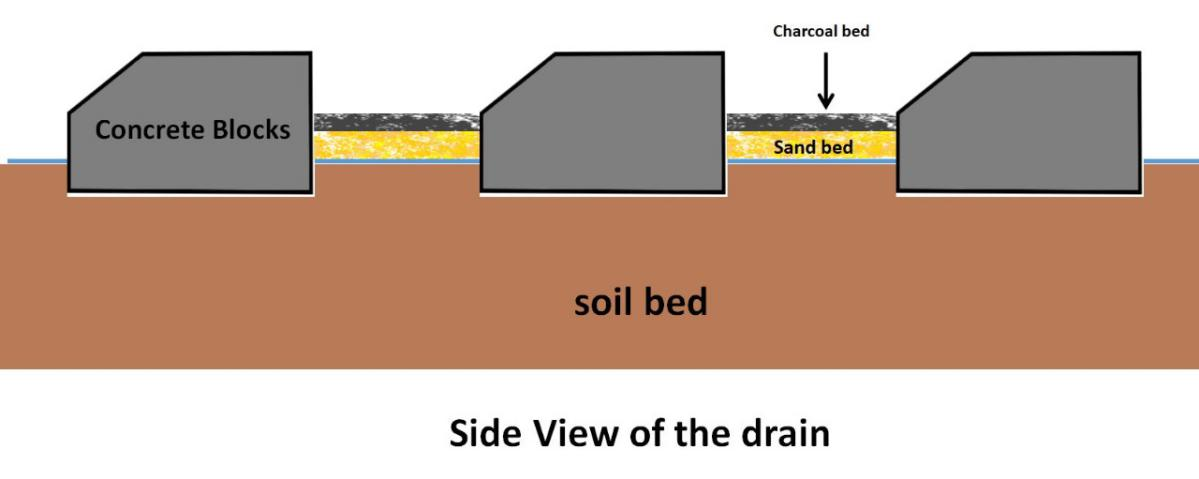 Charcoal bed
Concrete Blocks
Sand bed
soil bed
Side View of the drain